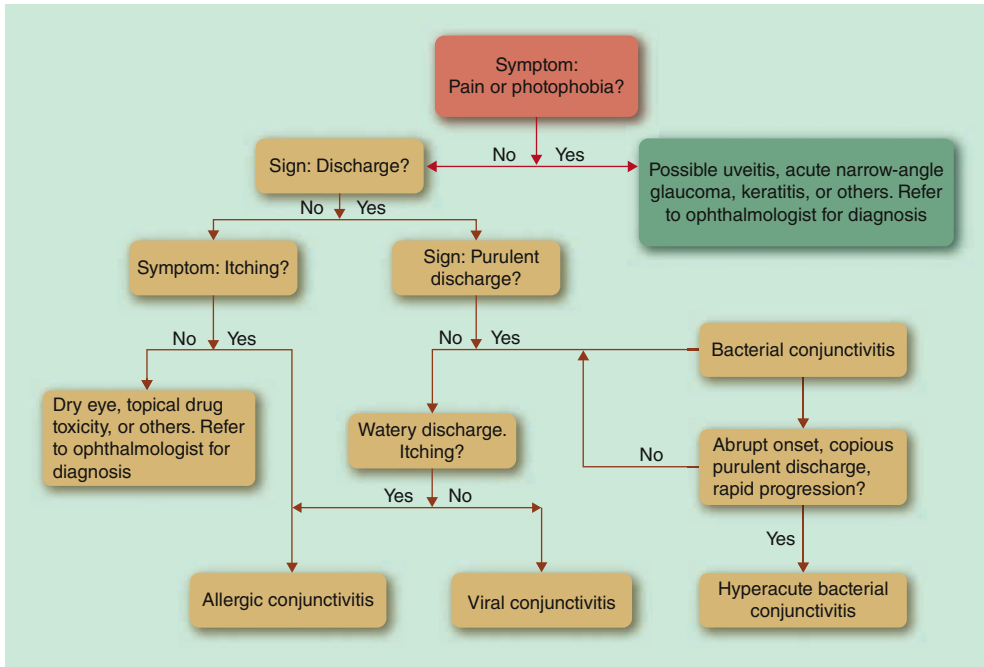 Symptom:
Pain or photophobia?
No
Yes
Sign: Discharge?
Possible uveitis, acute narrow-angle
glaucoma, keratitis, or others. Refer
to ophthalmologist for diagnosis
No
Yes
Symptom: Itching?
Sign: Purulent
discharge?
No
Yes
No
Yes
Bacterial conjunctivitis
Dry eye, topical drug
toxicity, or others. Refer
to ophthalmologist for
diagnosis
Watery discharge.
Itching?
No
Abrupt onset, copious
purulent discharge,
rapid progression?
Yes
No
Yes
Allergic conjunctivitis
Viral conjunctivitis
Hyperacute bacterial
conjunctivitis